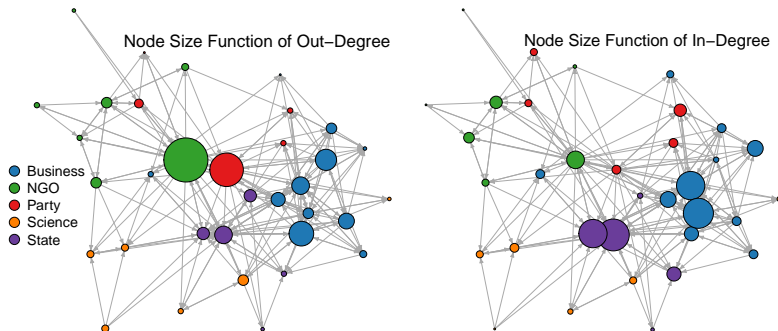 Node Size Function of Out−Degree
Node Size Function of In−Degree
Business
NGO
Party
Science
State